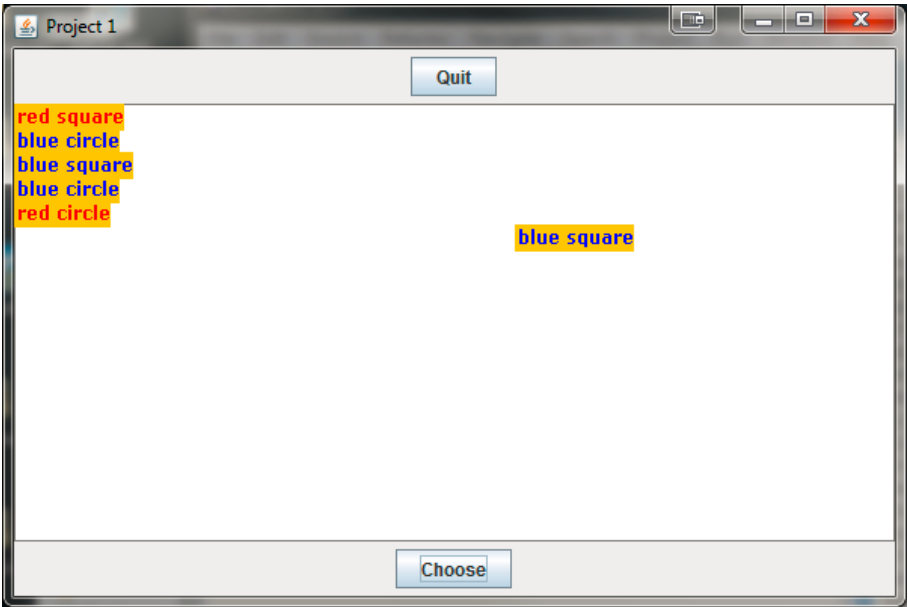 Project 1
Quit
red square
blue circle
blue square
blue circle
red circle
blue square
Choose